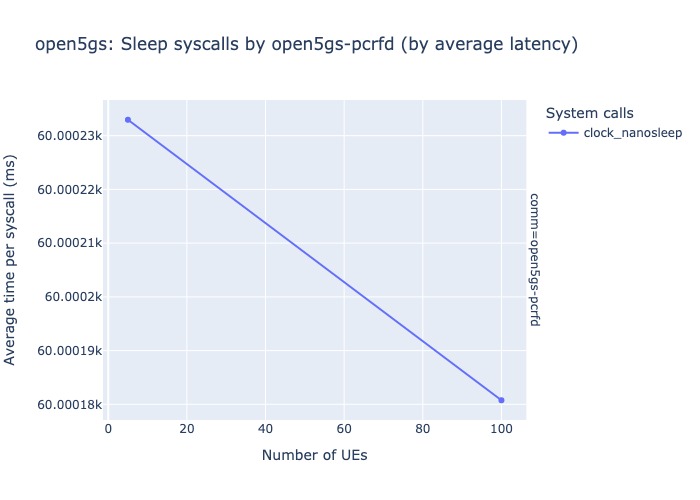 open5gs: Sleep syscalls by open5gs-pcrfd (by average latency)
System calls
clock_nanosleep
Average time per syscall (ms)
60.00023k
60.00022k
60.00021k
60.0002k
60.00019k
60.00018k
comm=open5gs-pcrfd
0 20 40 60 80 100
Number of UEs